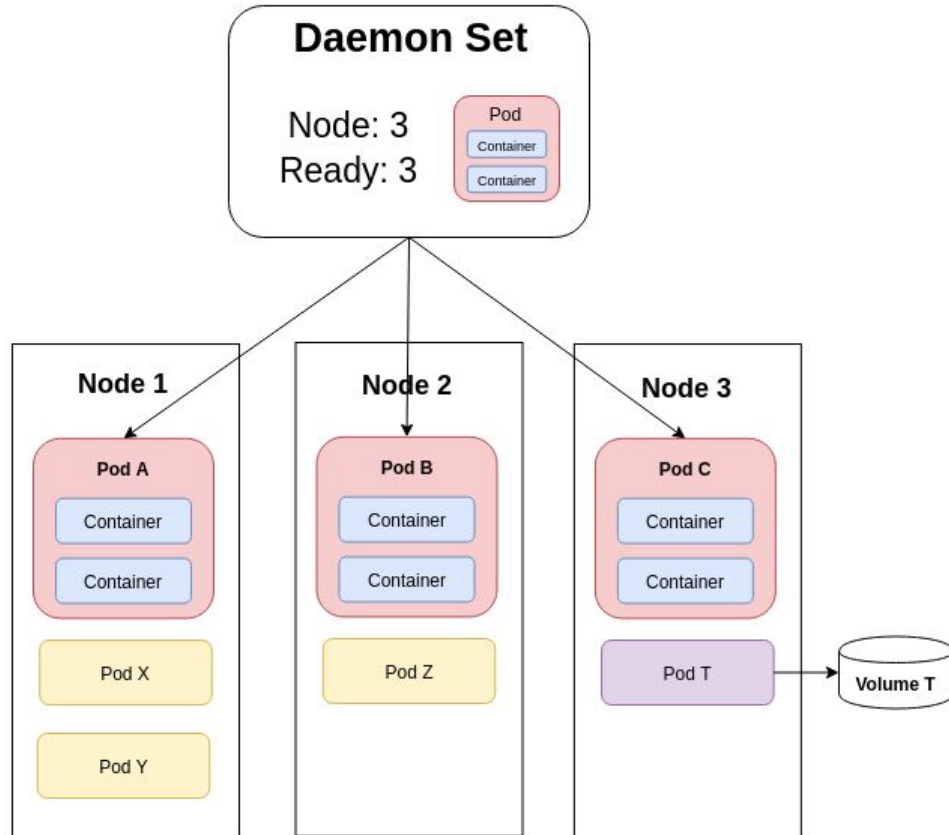 Daemon Set
Node: 3
Ready: 3
Pod
Container
Container
Node 1
Pod A
Container
Container
Pod X
Pod Y
Node 2
Pod B
Container
Container
Pod Z
Node 3
Pod C
Container
Container
Pod T
Volume T